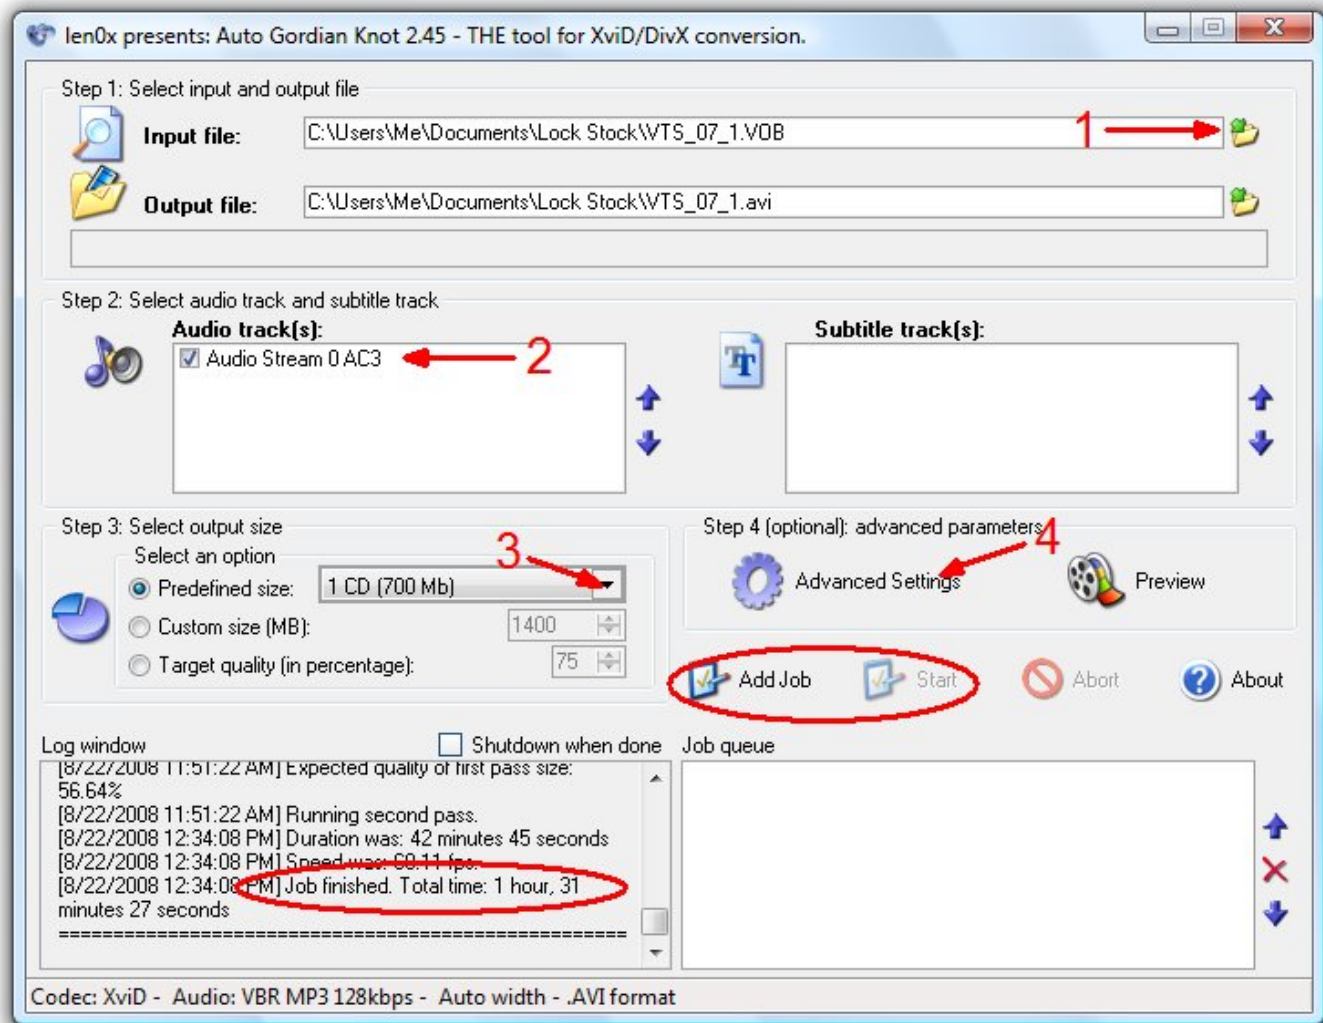 len0x presents: Auto Gordian Knot 2.45 - THE tool for XviD/DivX conversion.
Step 1: Select input and output file
Input file:
C:\Users\Me\Documents\Lock Stock\VTS_07_1.VOB
1
Output file:
C:\Users\Me\Documents\Lock Stock\VTS_07_1.avi
Step 2: Select audio track and subtitle track
Audio track(s):
Audio Stream 0 AC3
2
Subtitle track(s):
Step 3: Select output size
Select an option
3
Predefined size:
1 CD (700 Mb)
Custom size (MB):
1400
Target quality (in percentage):
75
Step 4 (optional): advanced parameters
4
Advanced Settings
Preview
Add Job
Start
Abort
About
Log window
Shutdown when done
[8/22/2008 11:51:22 AM] Expected quality of first pass size:
56.64%
[8/22/2008 11:51:22 AM] Running second pass.
[8/22/2008 12:34:08 PM] Duration was: 42 minutes 45 seconds
[8/22/2008 12:34:08 PM] Speed was: 60.11 fps.
[8/22/2008 12:34:08 PM] Job finished. Total time: 1 hour, 31
minutes 27 seconds
====================================================
Job queue
Codec: XviD - Audio: VBR MP3 128kbps - Auto width - .AVI format